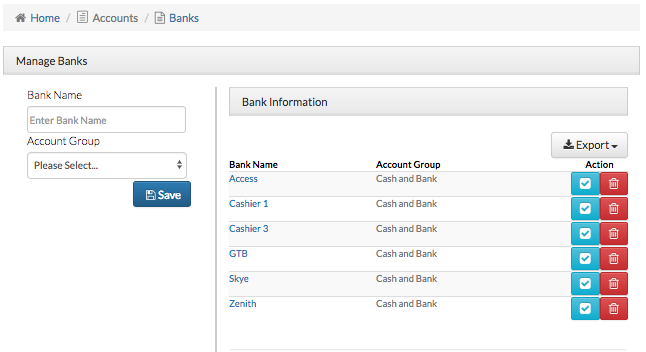 Home / Accounts / Banks
Manage Banks
Bank Name
Enter Bank Name
Account Group
Please Select...
Save
Bank Information
Export
Bank Name Account Group Action
Access Cash and Bank
Cashier 1 Cash and Bank
Cashier 3 Cash and Bank
GTB Cash and Bank
Skye Cash and Bank
Zenith Cash and Bank